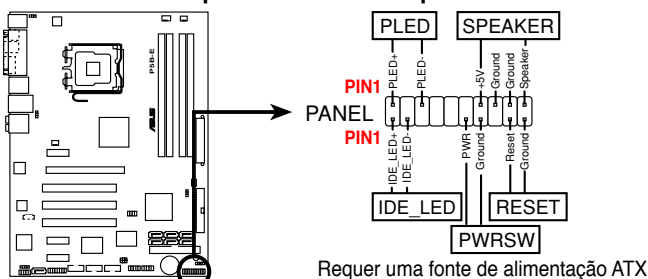 PLED
SPEAKER
PLED+
PLED-
+5V
Ground
Ground
Speaker
PIN1
PANEL
PIN1
IDE_LED+
IDE_LED-
PWR
Ground
Reset
Ground
IDE_LED
RESET
PWRSW
Requer uma fonte de alimentação ATX
P5B-E
ASUS